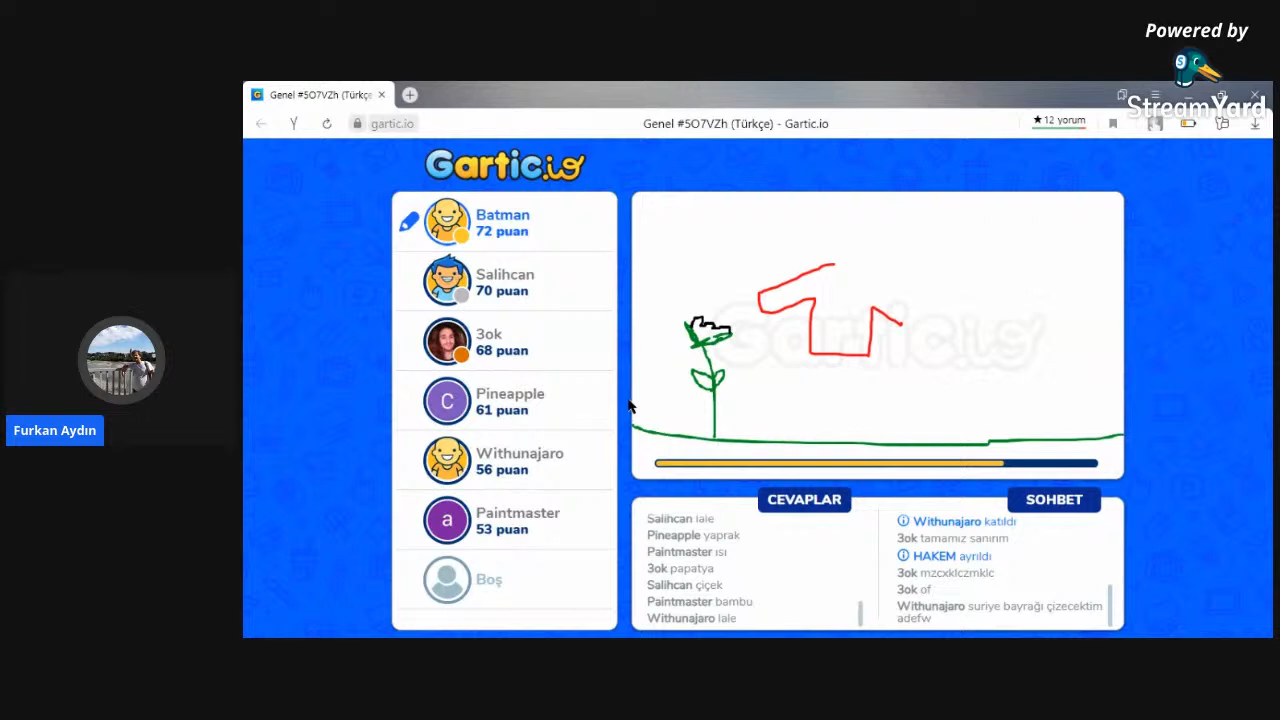 Powered by
StreamYard
Genel #5O7VZh (Türkçe
gartic.io
Genel #5O7VZh (Türkçe) - Gartic.io
★12 yorum
Gartic.io
Batman
72 puan
Salihcan
70 puan
3ok
68 puan
C
Pineapple
61 puan
Withunajaro
56 puan
a
Paintmaster
53 puan
Boş
Gartic.io
Furkan Aydın
CEVAPLAR
Salihcan lale
Pineapple yaprak
Paintmaster ısı
3ok papatya
Salihcan çiçek
Paintmaster bambu
Withunajaro lale
SOHBET
Withunajaro katıldı
3ok tamamız sanırım
HAKEM ayrıldı
3ok mzcxklczmklc
3ok of
Withunajaro suriye bayrağı çizecektim
adefw